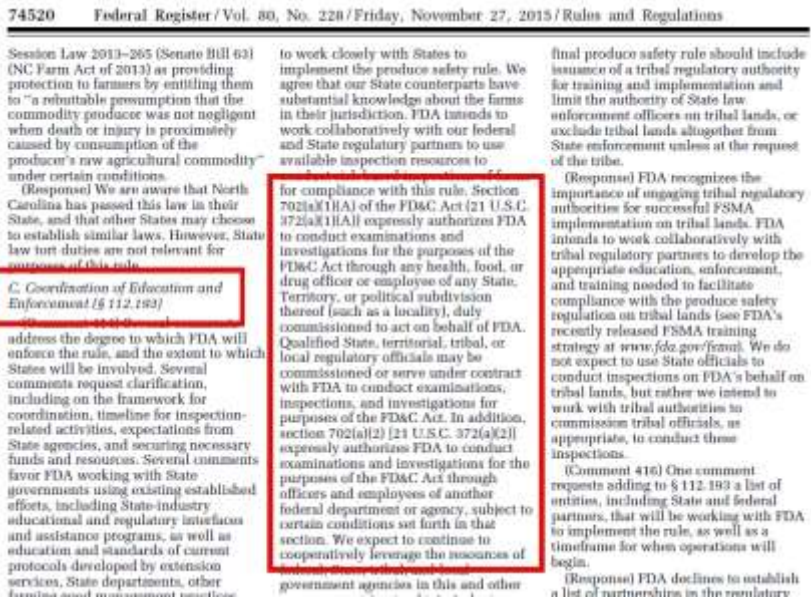 74520 Federal Register / Vol. 80, No. 228 / Friday, November 27, 2015 / Rules and Regulations
Session Law 2013–265 (Senate Bill 63)
(NC Farm Act of 2013) as providing
protection to farmers by entitling them
to “a rebuttable presumption that the
commodity producer was not negligent
when death or injury is proximately
caused by consumption of the
producer’s raw agricultural commodity”
under certain conditions.
(Response) We are aware that North
Carolina has passed this law in their
State, and that other States may choose
to establish similar laws. However, State
law tort duties are not relevant for
purposes of this rule.
C. Coordination of Education and
Enforcement (§ 112.193)
(Comment 414) Several comments
address the degree to which FDA will
enforce the rule, and the extent to which
States will be involved. Several
comments request clarification,
including on the framework for
coordination, timeline for inspection-
related activities, expectations from
State agencies, and securing necessary
funds and resources. Several comments
favor FDA working with State
governments using existing established
efforts, including State-industry
educational and regulatory interfaces
and assistance programs, as well as
education and standards of current
protocols developed by extension
services, State departments, other
farming good management practices
to work closely with States to
implement the produce safety rule. We
agree that our State counterparts have
substantial knowledge about the farms
in their jurisdiction. FDA intends to
work collaboratively with our federal
and State regulatory partners to use
available inspection resources to
for compliance with this rule. Section
702(a)(1)(A) of the FD&C Act (21 U.S.C.
372(a)(1)(A)) expressly authorizes FDA
to conduct examinations and
investigations for the purposes of the
FD&C Act through any health, food, or
drug officer or employee of any State,
Territory, or political subdivision
thereof (such as a locality), duly
commissioned to act on behalf of FDA.
Qualified State, territorial, tribal, or
local regulatory officials may be
commissioned or serve under contract
with FDA to conduct examinations,
inspections, and investigations for
purposes of the FD&C Act. In addition,
section 702(a)(2) [21 U.S.C. 372(a)(2)]
expressly authorizes FDA to conduct
examinations and investigations for the
purposes of the FD&C Act through
officers and employees of another
federal department or agency, subject to
certain conditions set forth in that
section. We expect to continue to
cooperatively leverage the resources of
federal, State, tribal, and local
government agencies in this and other
final produce safety rule should include
issuance of a tribal regulatory authority
for training and implementation and
limit the authority of State law
enforcement officers on tribal lands, or
exclude tribal lands altogether from
State enforcement unless at the request
of the tribe.
(Response) FDA recognizes the
importance of engaging tribal regulatory
authorities for successful FSMA
implementation on tribal lands. FDA
intends to work collaboratively with
tribal regulatory partners to develop the
appropriate education, enforcement,
and training needed to facilitate
compliance with the produce safety
regulation on tribal lands (see FDA’s
recently released FSMA training
strategy at www.fda.gov/fsma). We do
not expect to use State officials to
conduct inspections on FDA’s behalf on
tribal lands, but rather we intend to
work with tribal authorities to
commission tribal officials, as
appropriate, to conduct these
inspections.
(Comment 416) One comment
requests adding to § 112.193 a list of
entities, including State and federal
partners, that will be working with FDA
to implement the rule, as well as a
timeframe for when operations will
begin.
(Response) FDA declines to establish
a list of partnerships in the regulatory